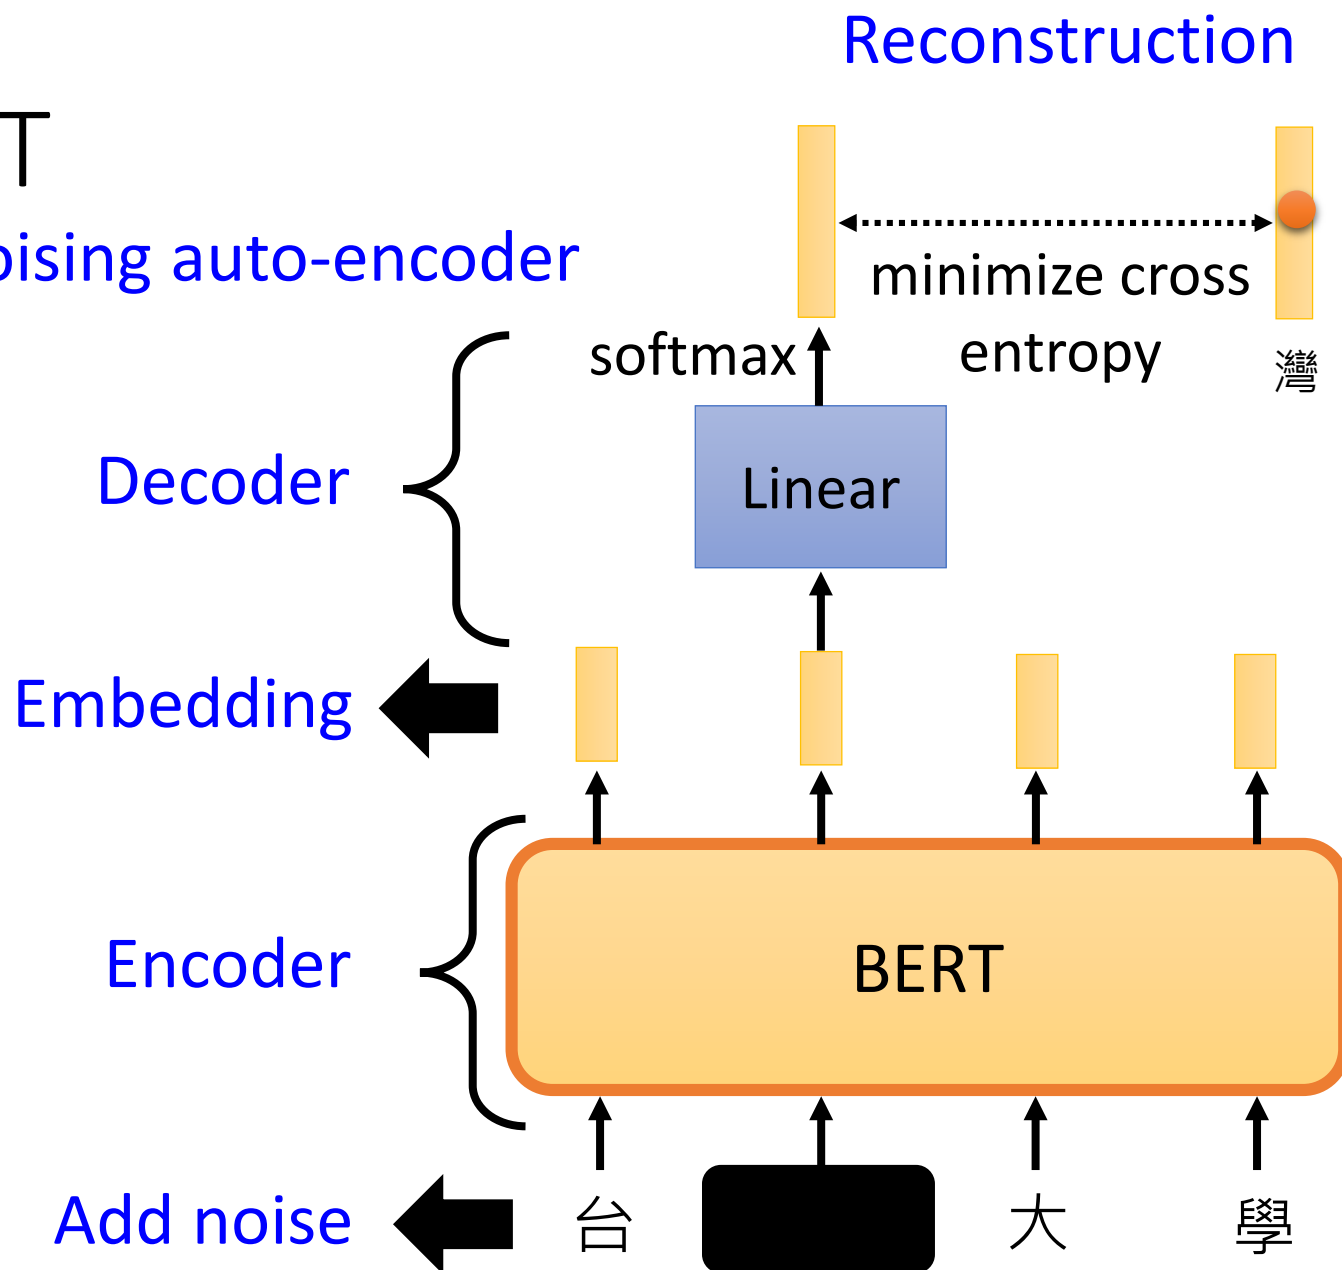 Reconstruction
T
oising auto-encoder
minimize cross
entropy
softmax
灣
Linear
Decoder
Embedding
BERT
Encoder
Add noise
台
大
學